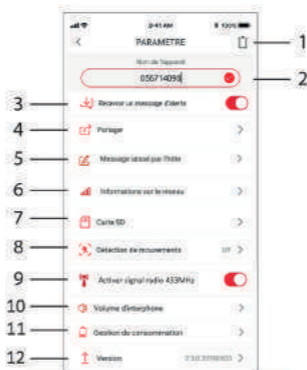 9:41 AM
100%
PARAMETRE
1
Nom de l'appareil
056714098
2
3
Recevoir un message d'alerte
4
Partager
5
Message laissé par l'hôte
6
Informations sur le réseau
7
Carte SD
8
Détection de mouvements
Off
9
Activer signal radio 433MHz
10
Volume d'interphone
11
Gestion de consommation
12
Version